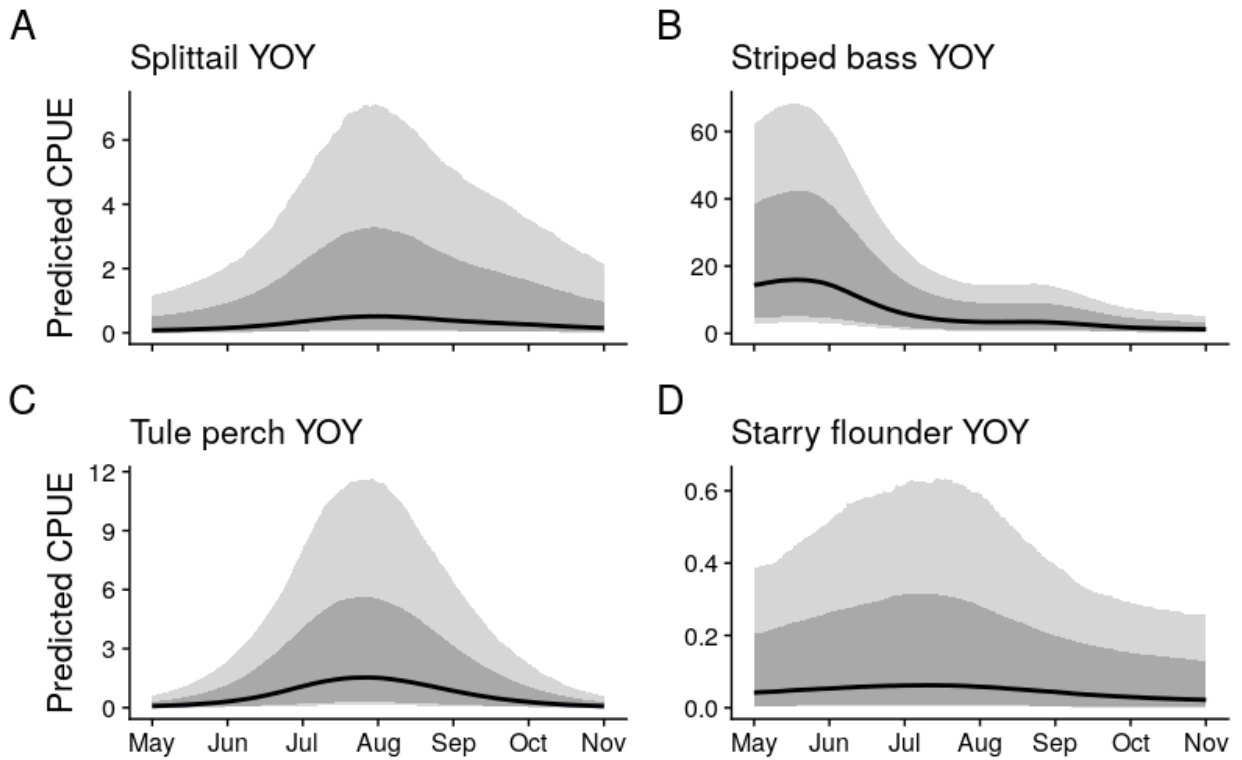 A
Splittail YOY
Predicted CPUE
6
4
2
0
B
Striped bass YOY
60
40
20
0
C
Tule perch YOY
Predicted CPUE
12
9
6
3
0
May Jun Jul Aug Sep Oct Nov
D
Starry flounder YOY
0.6
0.4
0.2
0.0
May Jun Jul Aug Sep Oct Nov